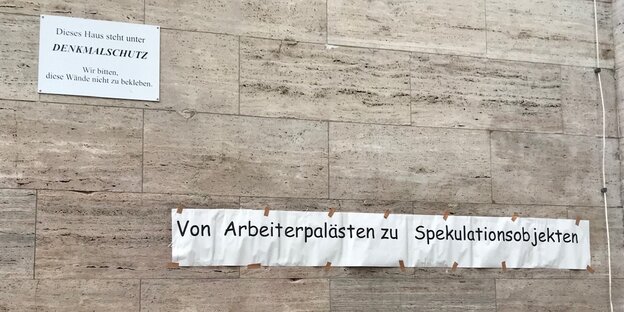 Dieses Haus steht unter
DENKMALSCHUTZ
Wir bitten,
diese Wände nicht zu bekleben.
Von Arbeiterpalästen zu Spekulationsobjekten